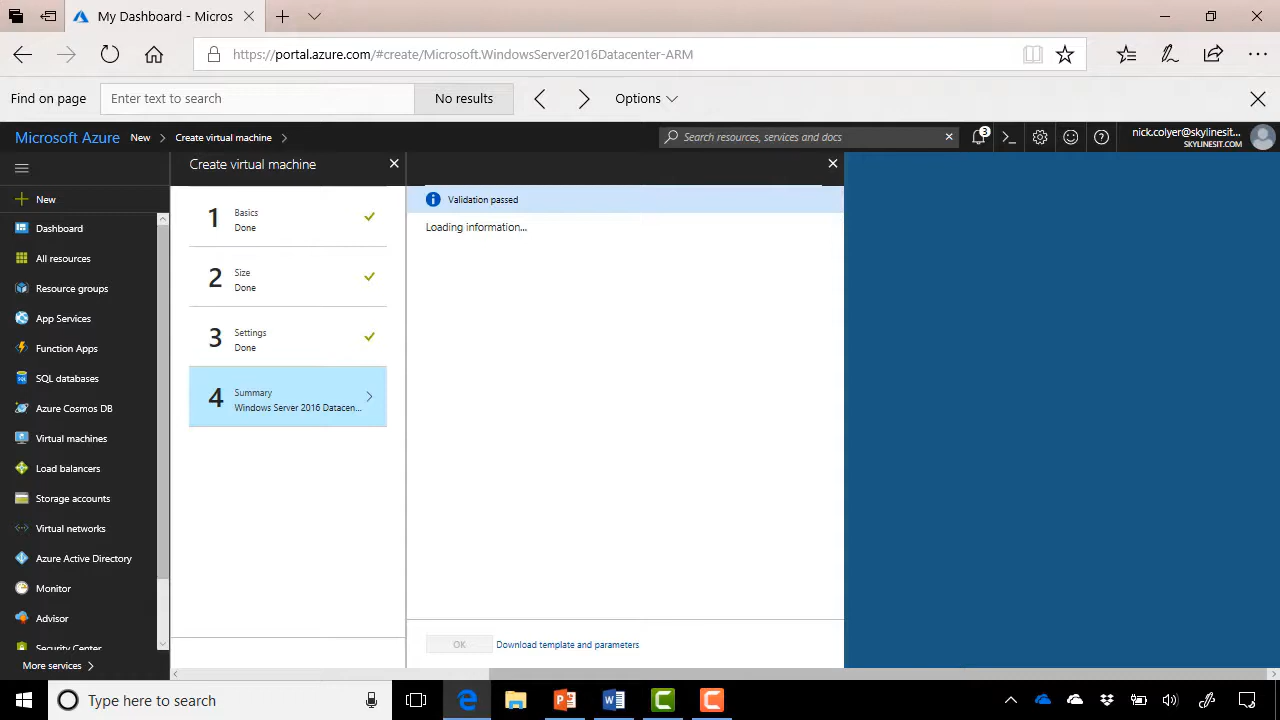 My Dashboard - Micros
https://portal.azure.com/#create/Microsoft.WindowsServer2016Datacenter-ARM
Find on page
Enter text to search
No results
Options
Microsoft Azure
New
Create virtual machine
Search resources, services and docs
3
nick.colyer@skylinesit...
SKYLINESIT.COM
New
Dashboard
All resources
Resource groups
App Services
Function Apps
SQL databases
Azure Cosmos DB
Virtual machines
Load balancers
Storage accounts
Virtual networks
Azure Active Directory
Monitor
Advisor
Security Center
More services
Create virtual machine
1
Basics
Done
2
Size
Done
3
Settings
Done
4
Summary
Windows Server 2016 Datacen...
Validation passed
Loading information...
OK
Download template and parameters
Type here to search